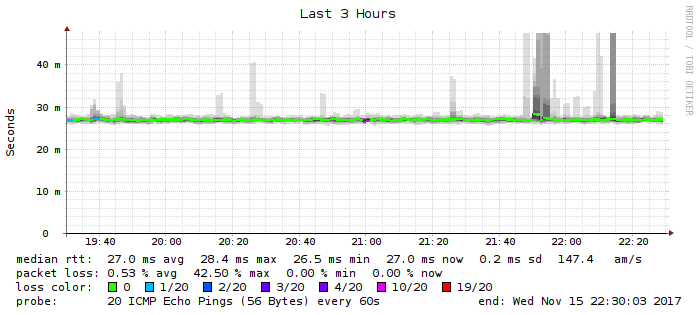 Last 3 Hours
RRDTOOL / TOBI OETIKER
Seconds
40 m
30 m
20 m
10 m
0
19:40 20:00 20:20 20:40 21:00 21:20 21:40 22:00 22:20
median rtt: 27.0 ms avg 28.4 ms max 26.5 ms min 27.0 ms now 0.2 ms sd 147.4 am/s
packet loss: 0.53 % avg 42.50 % max 0.00 % min 0.00 % now
loss color: 0 1/20 2/20 3/20 4/20 10/20 19/20
probe: 20 ICMP Echo Pings (56 Bytes) every 60s end: Wed Nov 15 22:30:03 2017